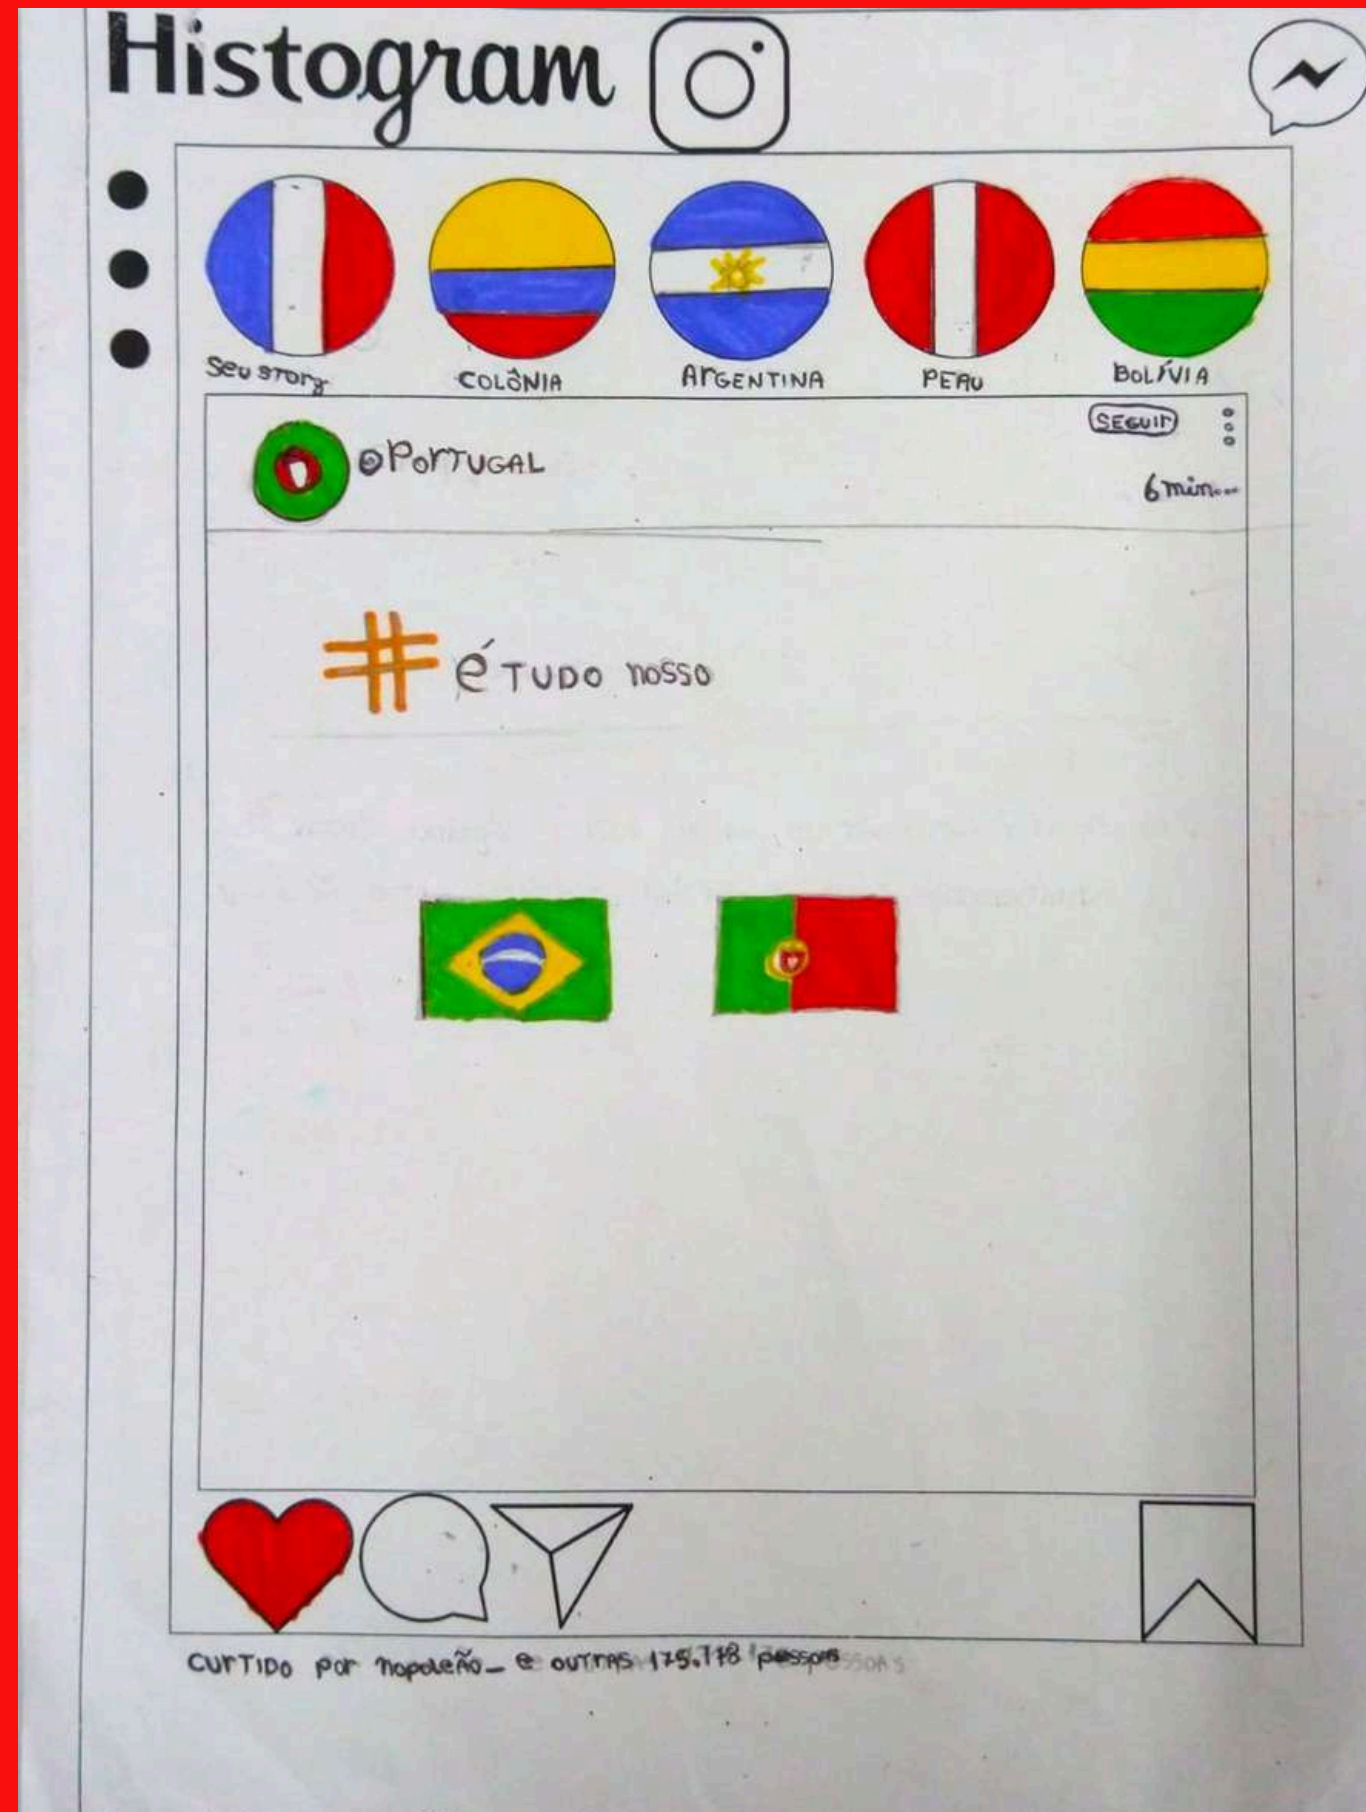 Histogram
Seu story
COLÔNIA
ArGENTINA
PERU
BOLÍVIA
SEGUIr
@PorTUGAL
6 min...
# é TUDO nosso
CUrTIDO por nopoleão_ e outras 175.778 pessoas